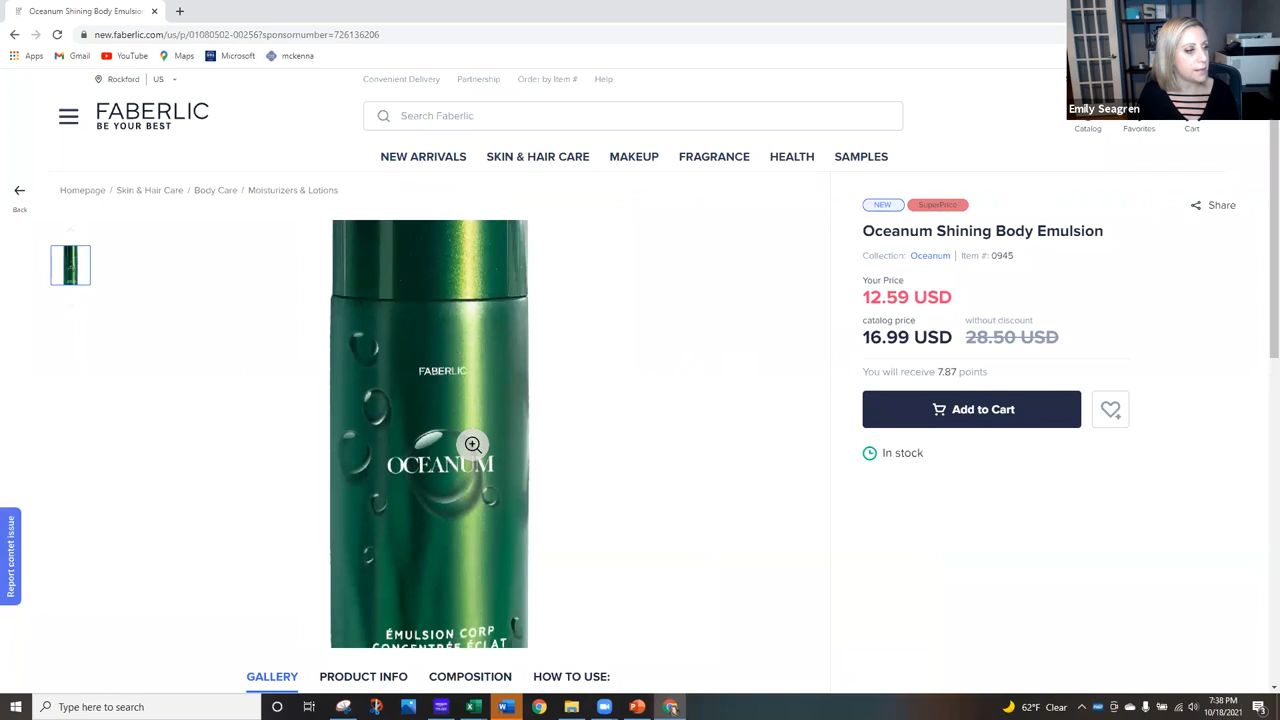 Oceanum Shining Body Emulsion
new.faberlic.com/us/p/01080502-00256?sponsornumber=726136206
Apps Gmail YouTube Maps Microsoft mckenna
Emily Seagren
Rockford US Convenient Delivery Partnership Order by Item # Help
FABERLIC
BE YOUR BEST
Search Faberlic
Catalog Favorites Cart
NEW ARRIVALS SKIN & HAIR CARE MAKEUP FRAGRANCE HEALTH SAMPLES
Back
Homepage / Skin & Hair Care / Body Care / Moisturizers & Lotions
NEW SuperPrice Share
Oceanum Shining Body Emulsion
Collection: Oceanum Item #: 0945
Your Price
12.59 USD
catalog price without discount
16.99 USD 28.50 USD
You will receive 7.87 points
Add to Cart
In stock
FABERLIC
OCEANUM
ÉMULSION CORP
CONCENTRÉE ÉCLAT
Report contet issue
GALLERY PRODUCT INFO COMPOSITION HOW TO USE:
Type here to search
62°F Clear
7:38 PM
10/18/2021